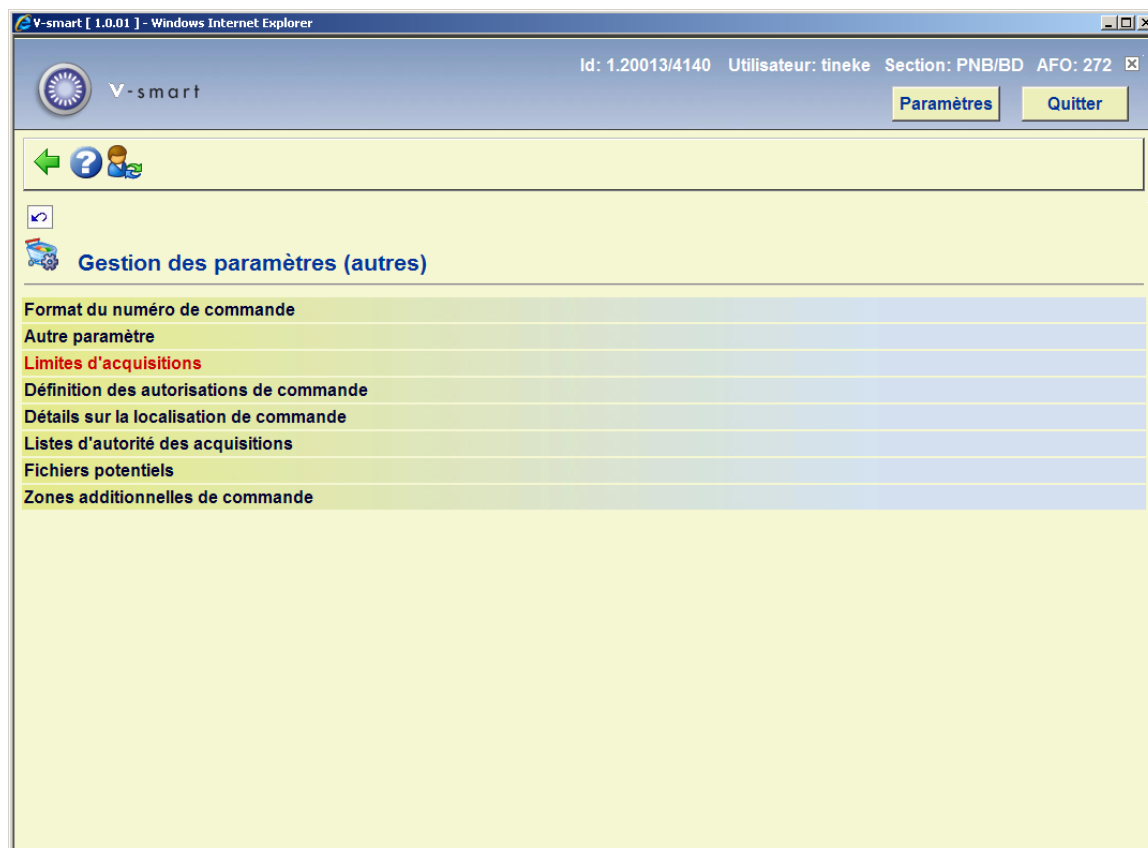 V-smart [ 1.0.01 ] - Windows Internet Explorer
Id: 1.20013/4140 Utilisateur: tineke Section: PNB/BD AFO: 272
V-smart
Paramètres Quitter
Gestion des paramètres (autres)
Format du numéro de commande
Autre paramètre
Limites d'acquisitions
Définition des autorisations de commande
Détails sur la localisation de commande
Listes d'autorité des acquisitions
Fichiers potentiels
Zones additionnelles de commande